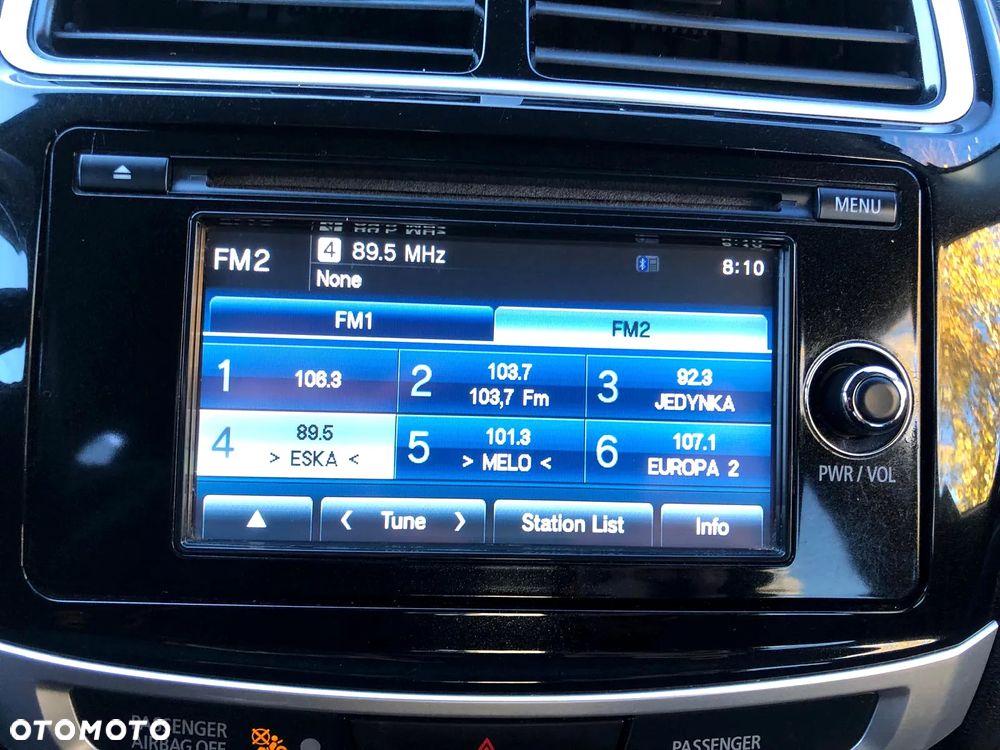 MENU
FM2
4 89.5 MHz
None
8:10
FM1
FM2
1 106.3
2 103.7
103,7 Fm
3 92.3
JEDYNKA
4 89.5
> ESKA <
5 101.3
> MELO <
6 107.1
EUROPA 2
Tune
Station List
Info
PWR / VOL
PASSENGER
AIRBAG OFF
PASSENGER
OTOMOTO